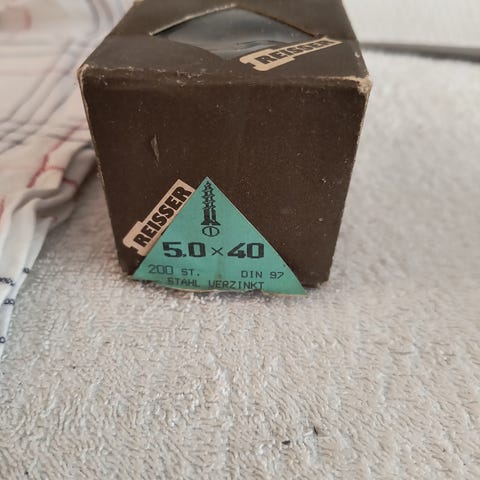 REISSER
REISSER
5.0 × 40
200 ST. DIN 97
STAHL VERZINKT